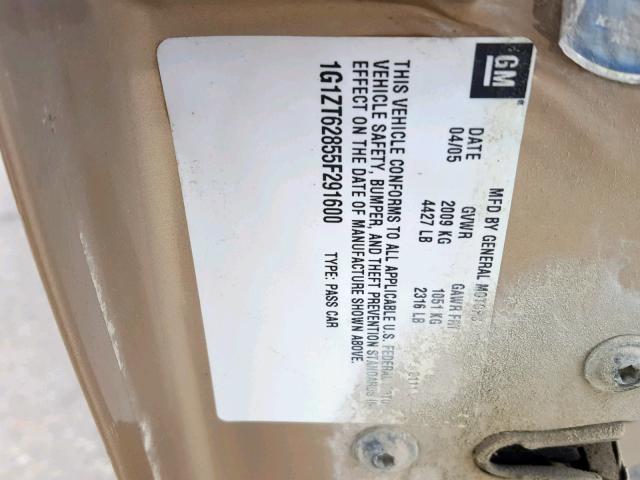 GM
MFD BY GENERAL MOTORS
DATE GVWR GAWR FRT
04/05 2009 KG 1051 KG
4427 LB 2316 LB
THIS VEHICLE CONFORMS TO ALL APPLICABLE U.S. FEDERAL
VEHICLE SAFETY, BUMPER, AND THEFT PREVENTION STANDARDS
EFFECT ON THE DATE OF MANUFACTURE SHOWN ABOVE.
1G1ZT62855F291600 TYPE: PASS CAR